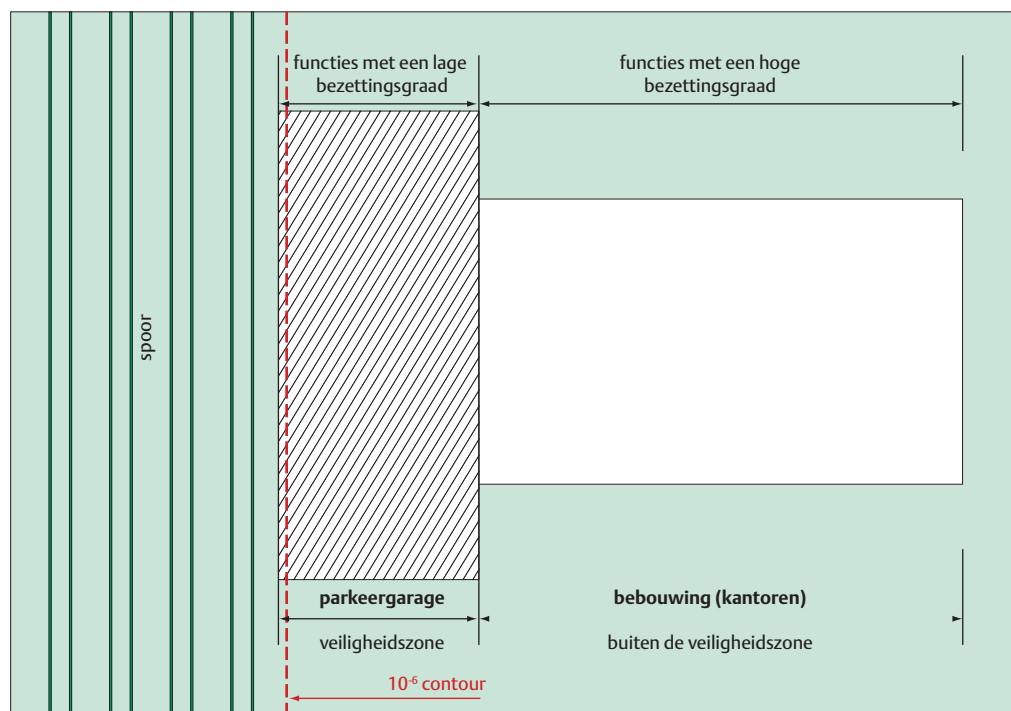 functies met een lage
bezettingsgraad
functies met een hoge
bezettingsgraad
spoor
parkeergarage
bebouwing (kantoren)
veiligheidszone
buiten de veiligheidszone
10⁻⁶ contour